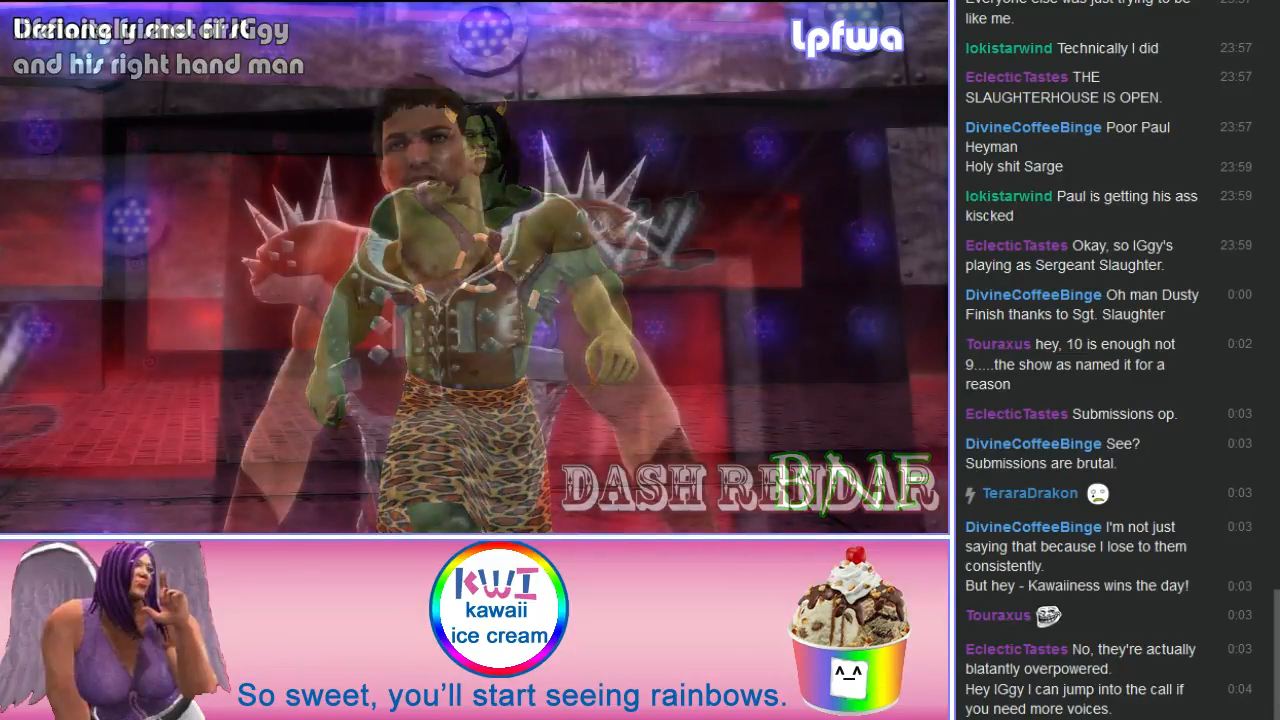 and his right hand man
Lpfwa
DASH RENDAR
KWI
kawaii
ice cream
So sweet, you'll start seeing rainbows.
^_^
Everyone else was just trying to be 23:57
like me.
lokistarwind Technically I did 23:57
EclecticTastes THE 23:57
SLAUGHTERHOUSE IS OPEN.
DivineCoffeeBinge Poor Paul 23:57
Heyman
Holy shit Sarge 23:59
lokistarwind Paul is getting his ass 23:59
kiscked
EclecticTastes Okay, so IGgy's 23:59
playing as Sergeant Slaughter.
DivineCoffeeBinge Oh man Dusty 0:00
Finish thanks to Sgt. Slaughter
Touraxus hey, 10 is enough not 0:02
9.....the show as named it for a
reason
EclecticTastes Submissions op. 0:03
DivineCoffeeBinge See? 0:03
Submissions are brutal.
TeraraDrakon 0:03
DivineCoffeeBinge I'm not just 0:03
saying that because I lose to them
consistently.
But hey - Kawaiiness wins the day! 0:03
Touraxus 0:03
EclecticTastes No, they're actually 0:03
blatantly overpowered.
Hey IGgy I can jump into the call if 0:04
you need more voices.